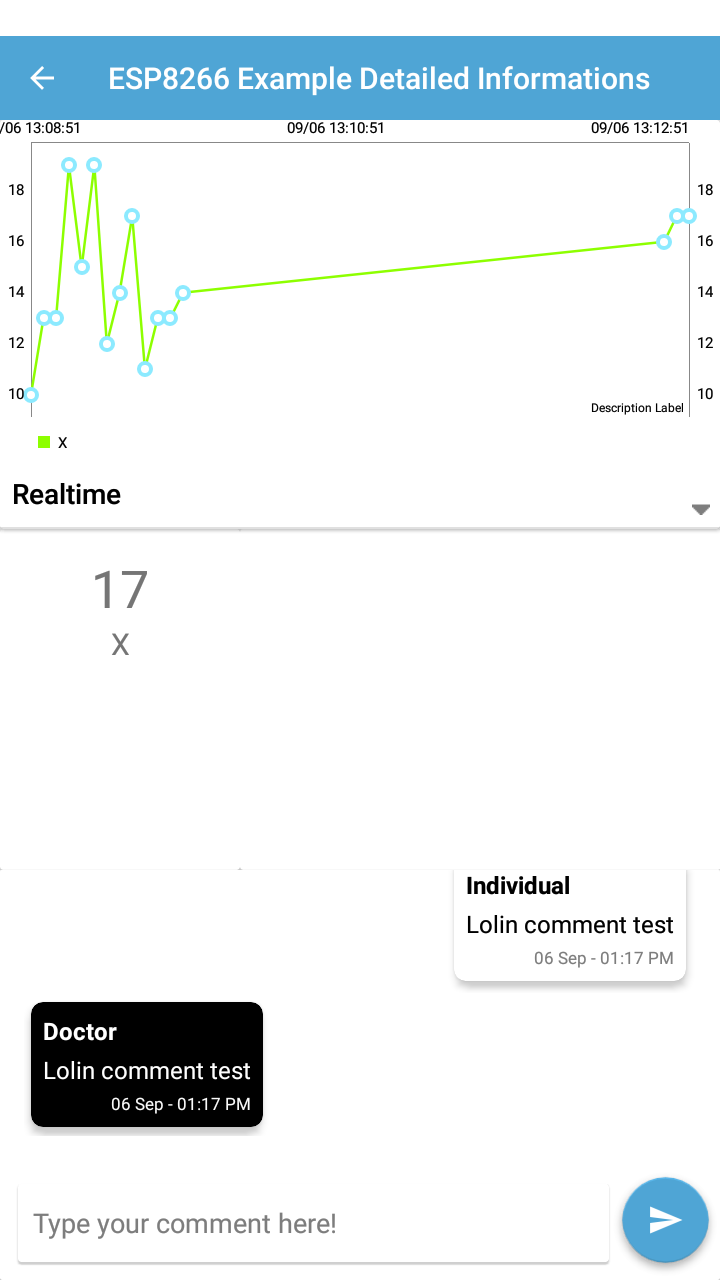 ESP8266 Example Detailed Informations
/06 13:08:51 09/06 13:10:51 09/06 13:12:51
18 18
16 16
14 14
12 12
10 10
Description Label
X
Realtime
17
X
Individual
Lolin comment test
06 Sep - 01:17 PM
Doctor
Lolin comment test
06 Sep - 01:17 PM
Type your comment here!